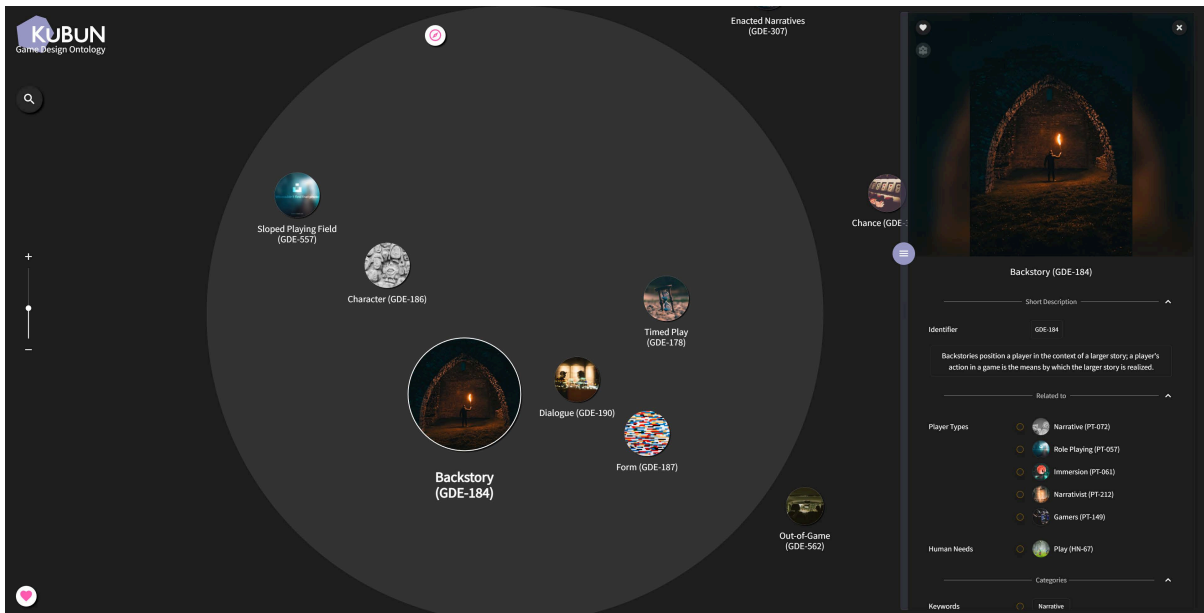 KUBUN
Game Design Ontology
Enacted Narratives
(GDE-307)
Sloped Playing Field
(GDE-557)
Character (GDE-186)
Chance (GDE-
Timed Play
(GDE-178)
Dialogue (GDE-190)
Form (GDE-187)
Backstory
(GDE-184)
Out-of-Game
(GDE-562)
+
−
Backstory (GDE-184)
Short Description
Identifier GDE-184
Backstories position a player in the context of a larger story; a player's
action in a game is the means by which the larger story is realized.
Related to
Player Types Narrative (PT-072)
Role Playing (PT-057)
Immersion (PT-061)
Narrativist (PT-212)
Gamers (PT-149)
Human Needs Play (HN-67)
Categories
Keywords Narrative